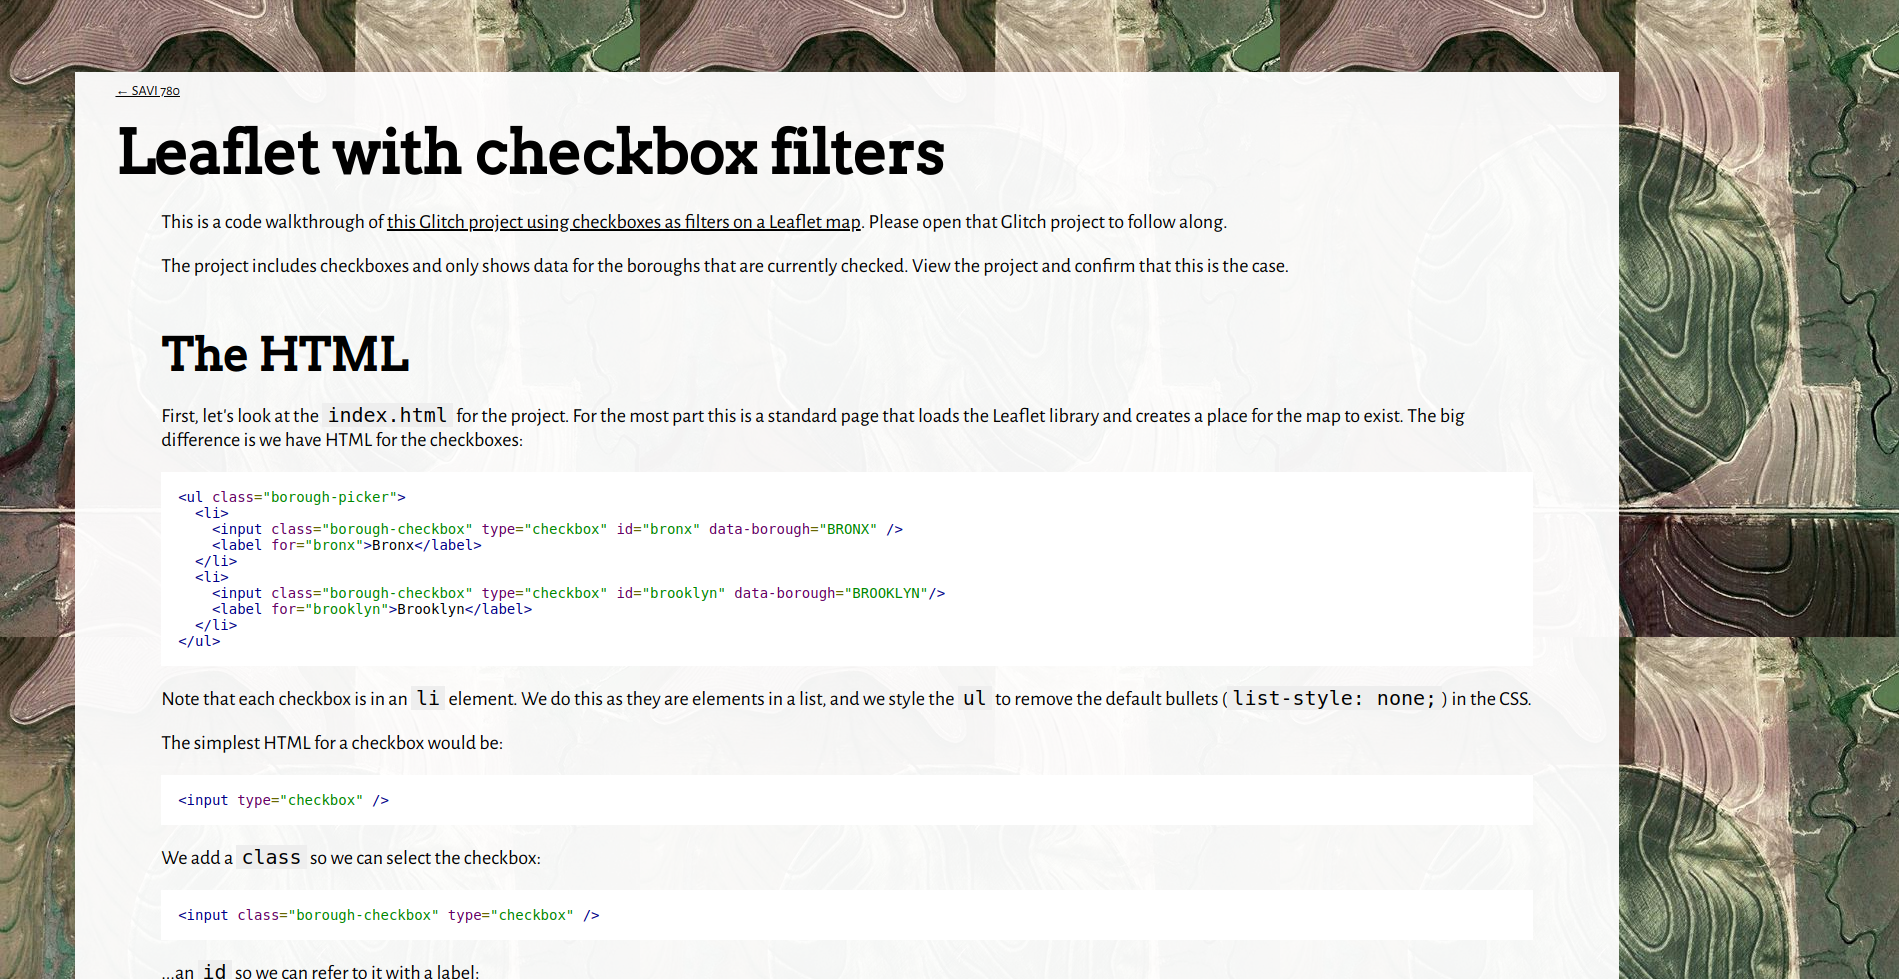 ← SAVI 780
Leaflet with checkbox filters
This is a code walkthrough of this Glitch project using checkboxes as filters on a Leaflet map. Please open that Glitch project to follow along.
The project includes checkboxes and only shows data for the boroughs that are currently checked. View the project and confirm that this is the case.
The HTML
First, let's look at the index.html for the project. For the most part this is a standard page that loads the Leaflet library and creates a place for the map to exist. The big
difference is we have HTML for the checkboxes:
<ul class="borough-picker">
  <li>
    <input class="borough-checkbox" type="checkbox" id="bronx" data-borough="BRONX" />
    <label for="bronx">Bronx</label>
  </li>
  <li>
    <input class="borough-checkbox" type="checkbox" id="brooklyn" data-borough="BROOKLYN"/>
    <label for="brooklyn">Brooklyn</label>
  </li>
</ul>
Note that each checkbox is in an li element. We do this as they are elements in a list, and we style the ul to remove the default bullets ( list-style: none; ) in the CSS.
The simplest HTML for a checkbox would be:
<input type="checkbox" />
We add a class so we can select the checkbox:
<input class="borough-checkbox" type="checkbox" />
...an id so we can refer to it with a label: